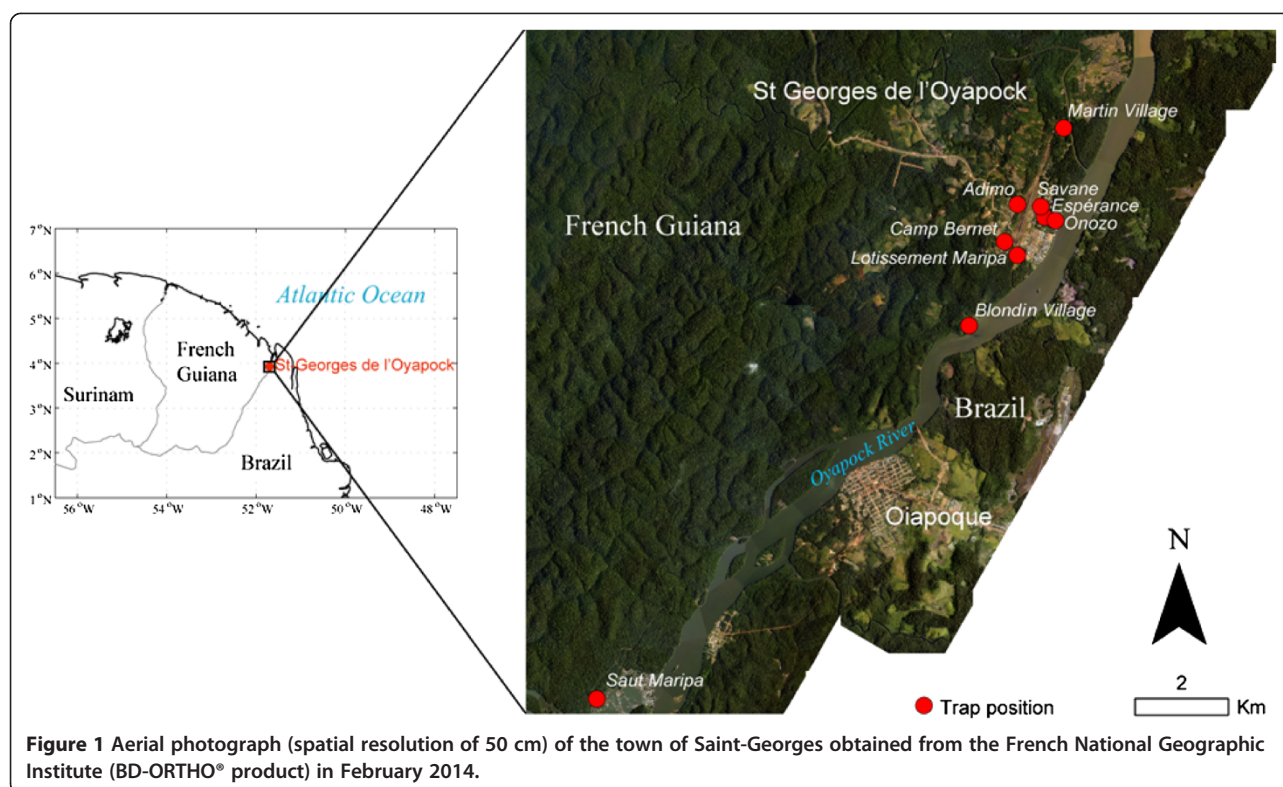 7°N
6°N
5°N
4°N
3°N
2°N
1°N
56°W
54°W
52°W
50°W
48°W
Atlantic Ocean
French
Guiana
St Georges de l'Oyapock
Surinam
Brazil
St Georges de l'Oyapock
Martin Village
Adimo
Savane
Espérance
Onozo
French Guiana
Camp Bernet
Lotissement Maripa
Blondin Village
Brazil
Oyapock River
Oiapoque
N
Saut Maripa
Trap position
2
Km
Figure 1 Aerial photograph (spatial resolution of 50 cm) of the town of Saint-Georges obtained from the French National Geographic
Institute (BD-ORTHO® product) in February 2014.